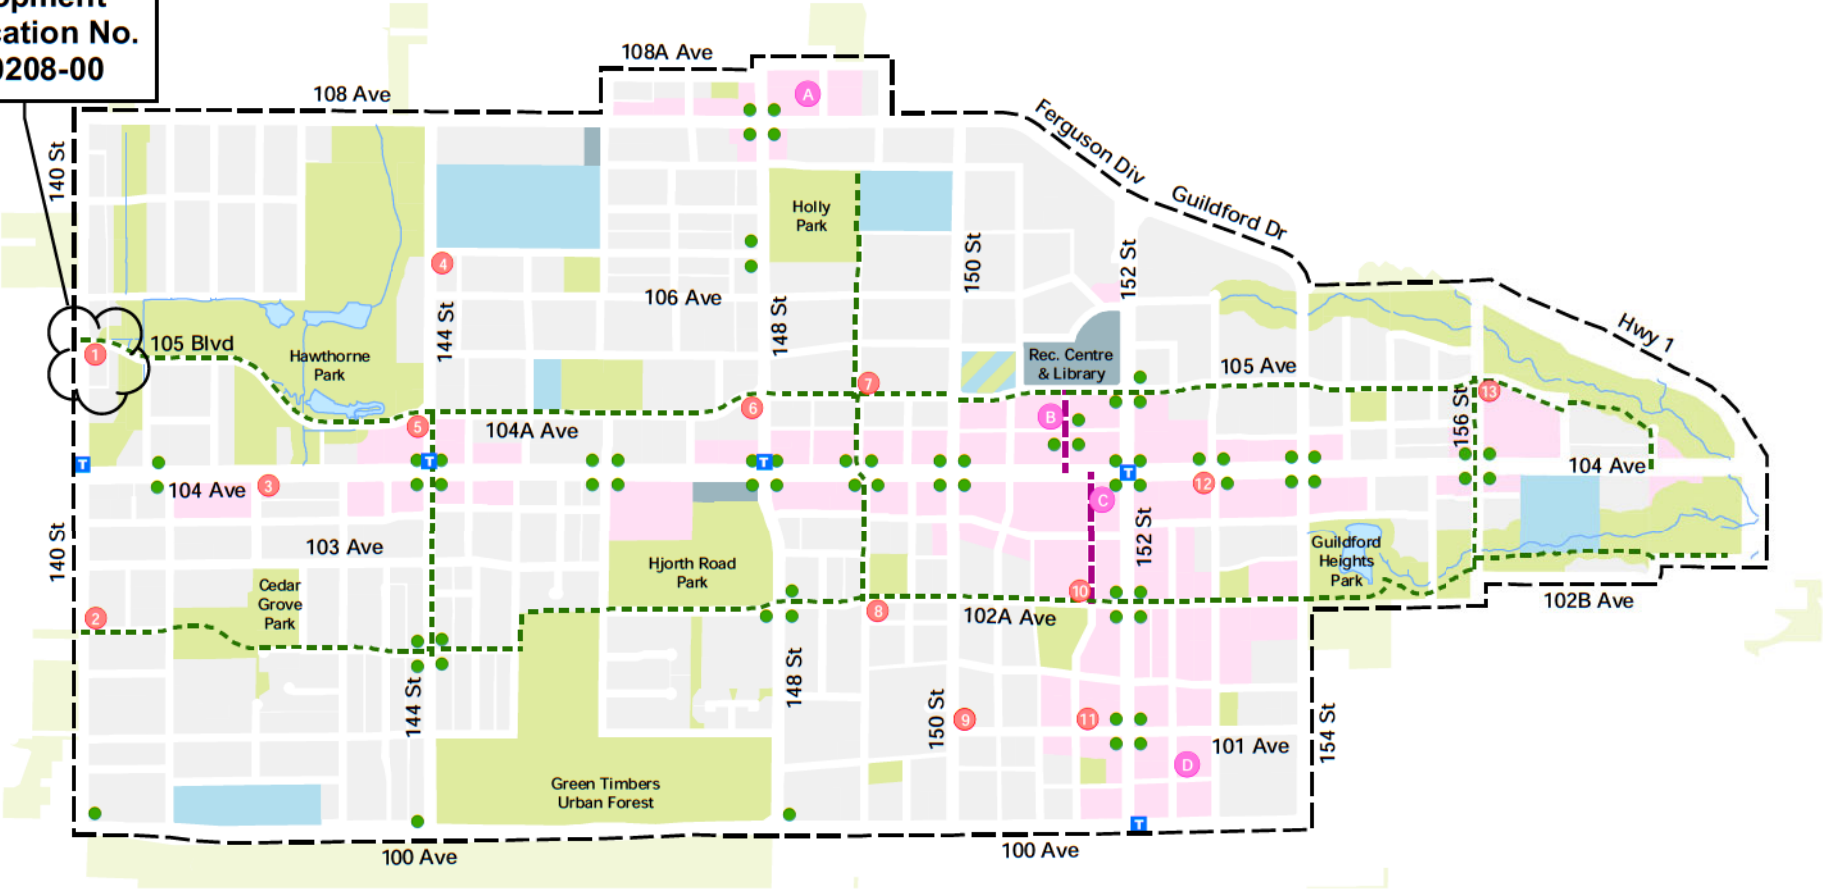 cation No.
0208-00
108A Ave
A
108 Ave
Ferguson Div
140 St
Guildford Dr
Holly
Park
150 St
152 St
4
106 Ave
144 St
148 St
Hwy 1
1
105 Blvd
Hawthorne
Park
Rec. Centre
& Library
105 Ave
7
13
6
5
104A Ave
B
156 St
T
T
T
T
104 Ave
3
104 Ave
12
C
140 St
103 Ave
152 St
Hjorth Road
Park
Guildford
Heights
Park
Cedar
Grove
Park
10
102B Ave
2
8
102A Ave
144 St
148 St
150 St
9
11
154 St
101 Ave
D
Green Timbers
Urban Forest
T
100 Ave
100 Ave